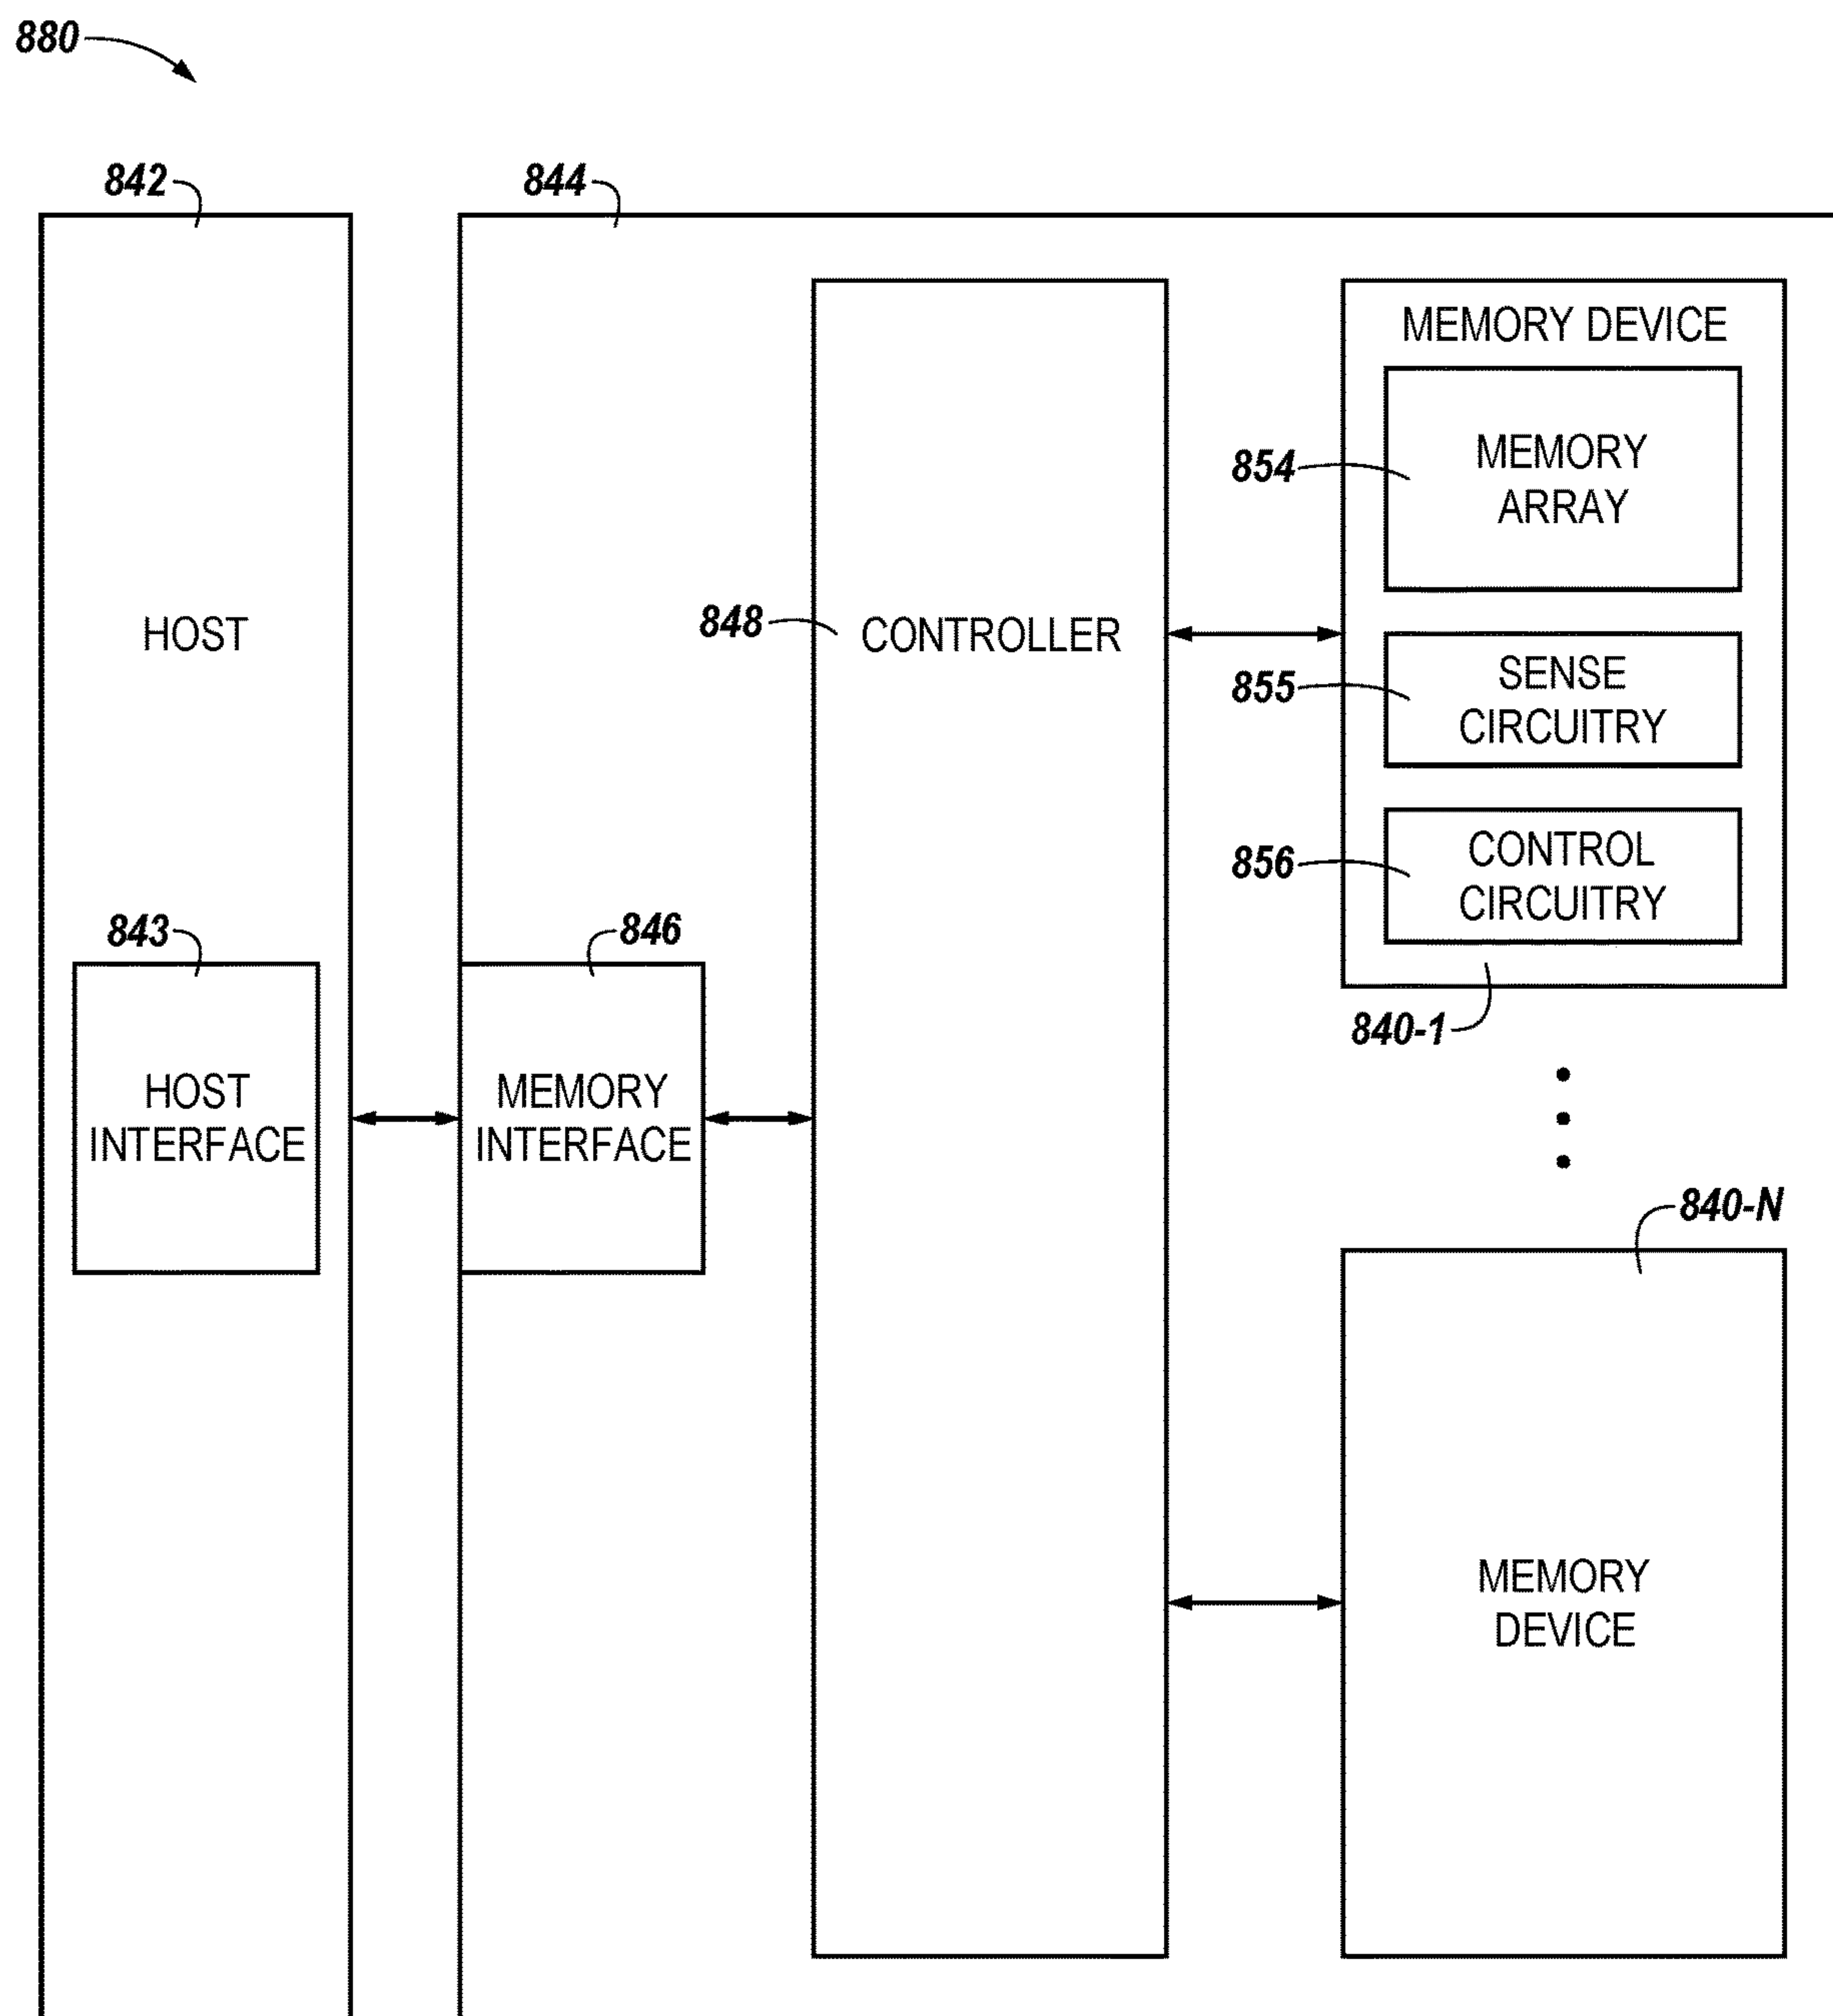 880
842
844
MEMORY DEVICE
854
MEMORY
ARRAY
848
HOST
CONTROLLER
855
SENSE
CIRCUITRY
856
CONTROL
CIRCUITRY
843
846
840-1
HOST
INTERFACE
MEMORY
INTERFACE
840-N
MEMORY
DEVICE